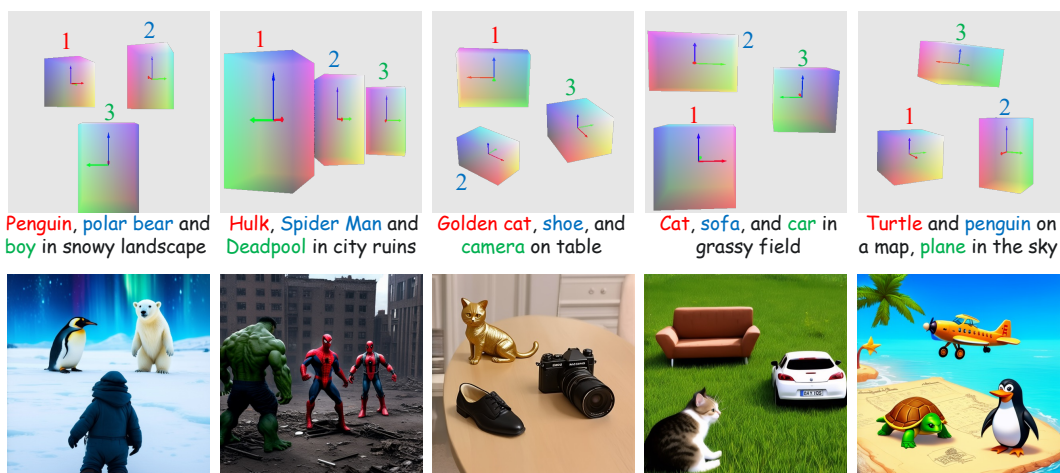 1
2
3
Penguin, polar bear and
boy in snowy landscape
1
2
3
Hulk, Spider Man and
Deadpool in city ruins
1
3
2
Golden cat, shoe, and
camera on table
2
3
1
Cat, sofa, and car in
grassy field
3
1
2
Turtle and penguin on
a map, plane in the sky